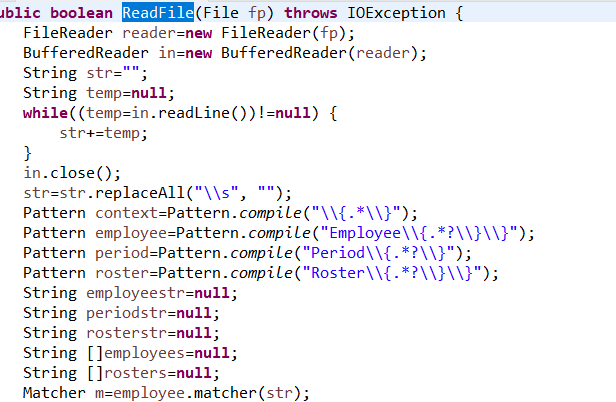 ublic boolean ReadFile(File fp) throws IOException {
FileReader reader=new FileReader(fp);
BufferedReader in=new BufferedReader(reader);
String str="";
String temp=null;
while((temp=in.readLine())!=null) {
str+=temp;
}
in.close();
str=str.replaceAll("\\s", "");
Pattern context=Pattern.compile("\\{.*\\}");
Pattern employee=Pattern.compile("Employee\\{.*?\\}\\}");
Pattern period=Pattern.compile("Period\\{.*?\\}");
Pattern roster=Pattern.compile("Roster\\{.*?\\}\\}");
String employeestr=null;
String periodstr=null;
String rosterstr=null;
String []employees=null;
String []rosters=null;
Matcher m=employee.matcher(str);